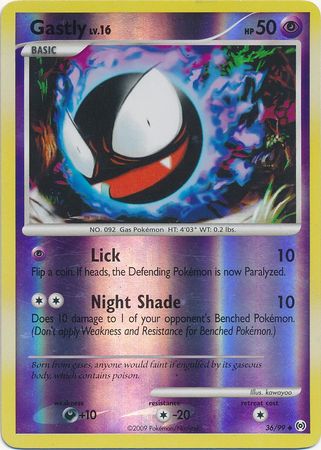 Gastly LV.16 HP 50
BASIC
NO. 092 Gas Pokémon HT: 4'03" WT: 0.2 lbs.
Lick 10
Flip a coin. If heads, the Defending Pokémon is now Paralyzed.
Night Shade 10
Does 10 damage to 1 of your opponent's Benched Pokémon.
(Don't apply Weakness and Resistance for Benched Pokémon.)
Born from gases, anyone would faint if engulfed by its gaseous
body, which contains poison.
Illus. kawayoo
weakness resistance retreat cost
+10 -20
©2009 Pokémon/Nintendo 36/99